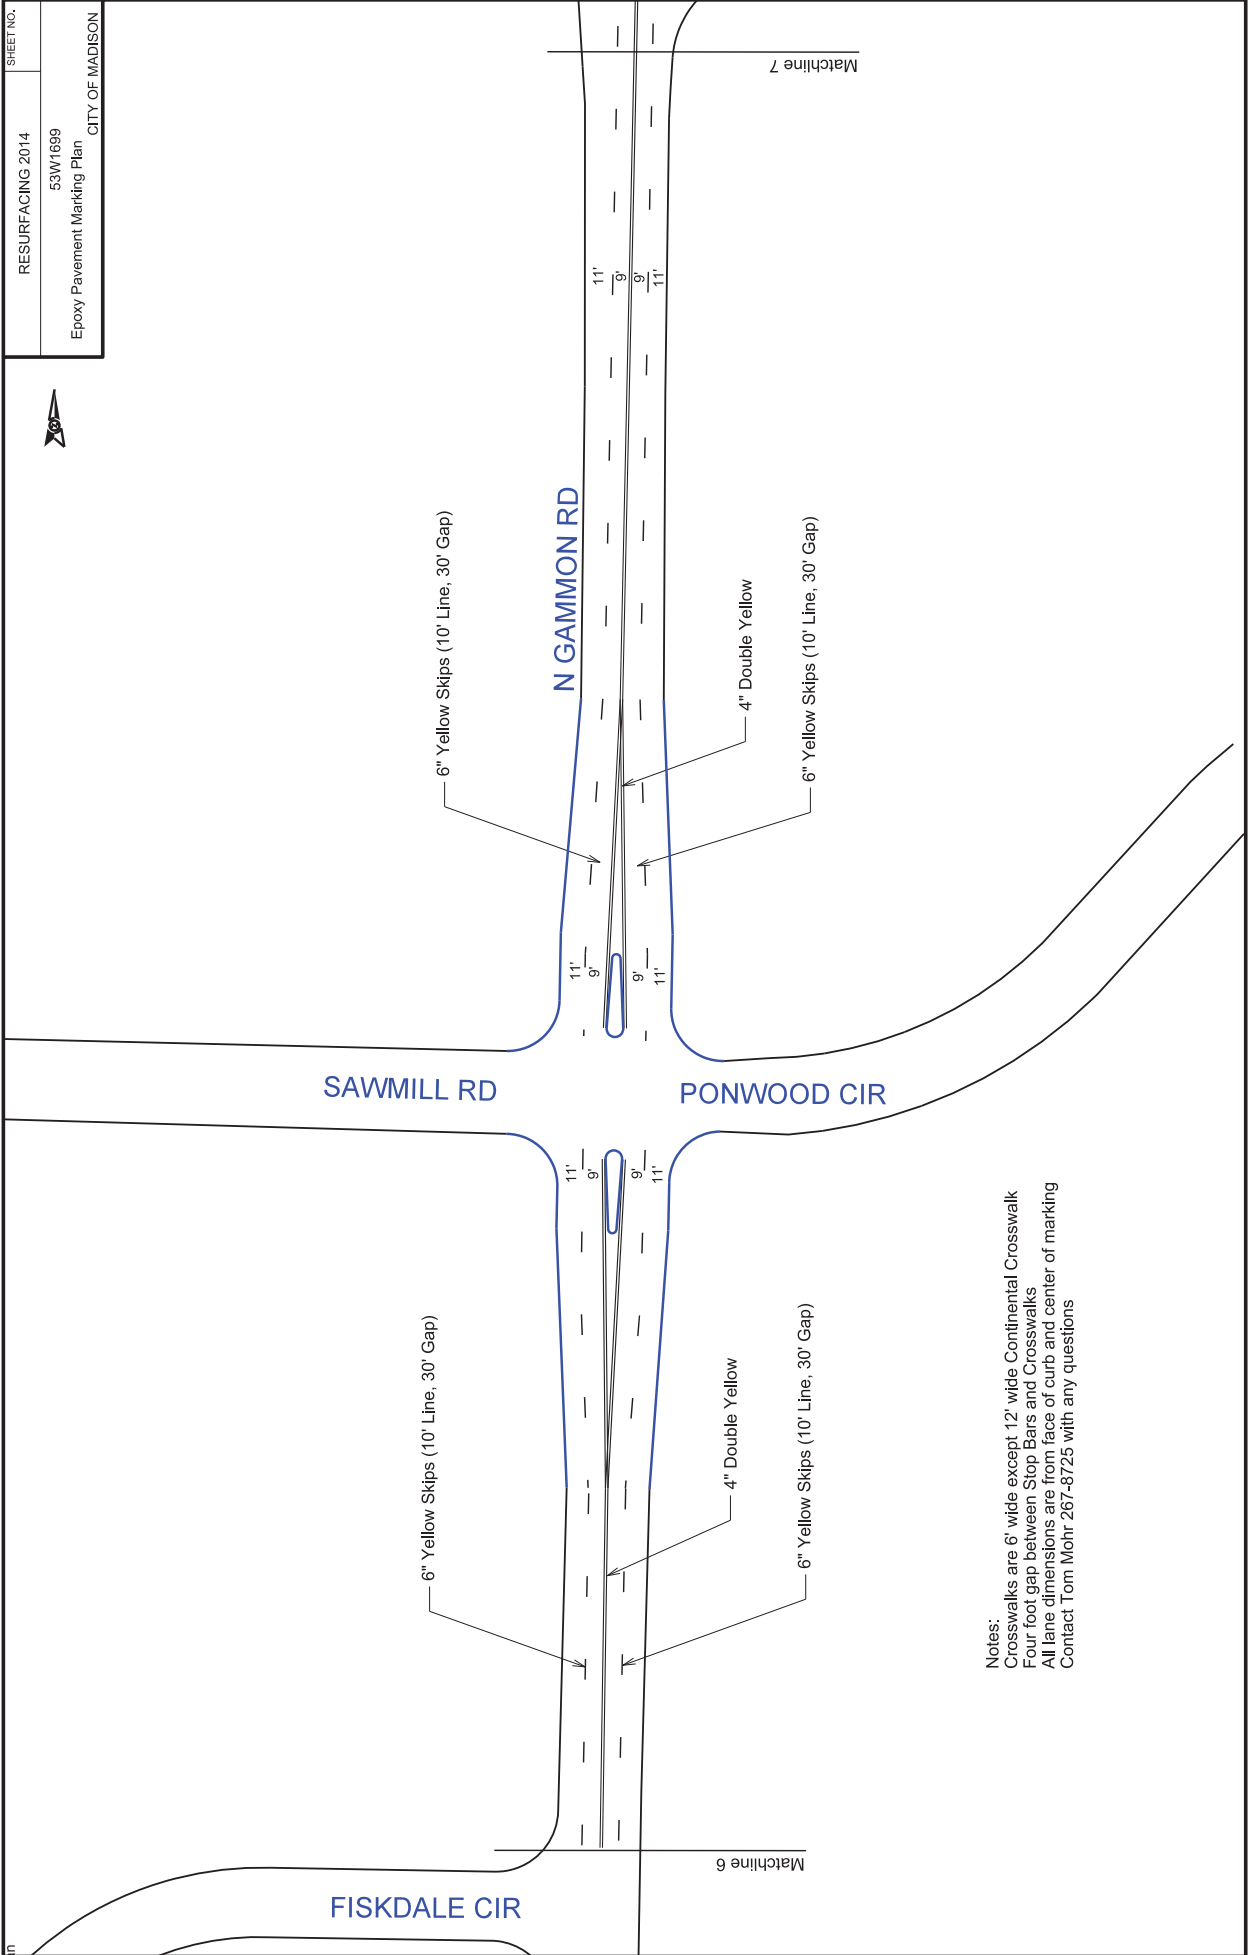 SHEET NO.
RESURFACING 2014
53W1699
Epoxy Pavement Marking Plan
CITY OF MADISON
Matchline 7
11'
9'
9'
11'
N GAMMON RD
6" Yellow Skips (10' Line, 30' Gap)
4" Double Yellow
6" Yellow Skips (10' Line, 30' Gap)
11'
9'
9'
11'
SAWMILL RD
PONWOOD CIR
11'
9'
9'
11'
6" Yellow Skips (10' Line, 30' Gap)
4" Double Yellow
6" Yellow Skips (10' Line, 30' Gap)
Notes:
Crosswalks are 6' wide except 12' wide Continental Crosswalk
Four foot gap between Stop Bars and Crosswalks
All lane dimensions are from face of curb and center of marking
Contact Tom Mohr 267-8725 with any questions
Matchline 6
FISKDALE CIR